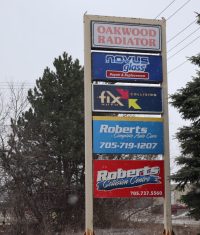 OAKWOOD
RADIATOR
NOVUS
glass
Repair & Replacement
fix
COLLISION
Roberts
Complete Auto Care
705-719-1207
Roberts
Collision Centre
705.737.5560